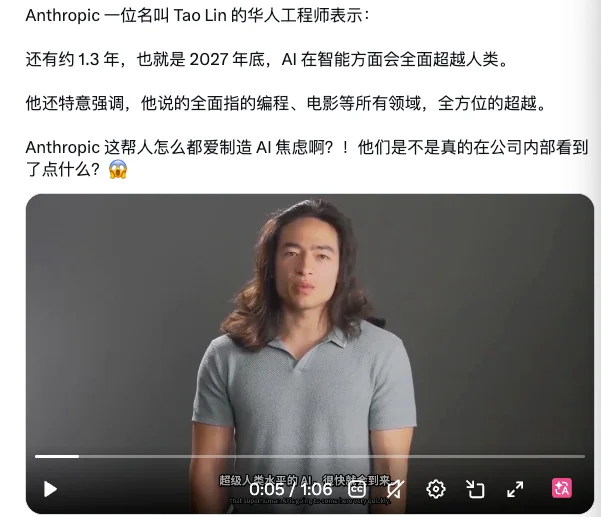 Anthropic 一位名叫 Tao Lin 的华人工程师表示：
还有约 1.3 年，也就是 2027 年底，AI 在智能方面会全面超越人类。
他还特意强调，他说的全面指的编程、电影等所有领域，全方位的超越。
Anthropic 这帮人怎么都爱制造 AI 焦虑啊？！他们是不是真的在公司内部看到
了点什么？😱
超级人类水平的 AI，很快就会到来
0:05 / 1:06
CC